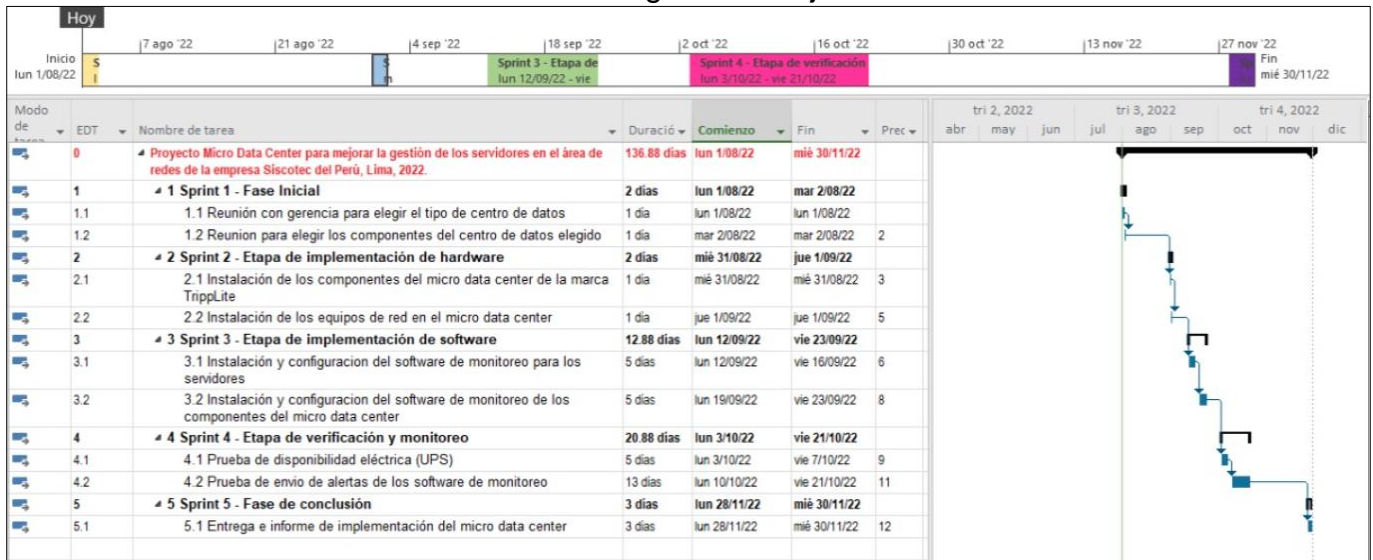 Hoy
|7 ago '22 |21 ago '22 |4 sep '22 |18 sep '22 |2 oct '22 |16 oct '22 |30 oct '22 |13 nov '22 |27 nov '22
Inicio
lun 1/08/22
S
Sprint 3 - Etapa de
lun 12/09/22 - vie
Sprint 4 - Etapa de verificación
lun 3/10/22 - vie 21/10/22
Fin
mié 30/11/22
Modo de tarea EDT Nombre de tarea Duració Comienzo Fin Prec
tri 2, 2022 tri 3, 2022 tri 4, 2022
abr may jun jul ago sep oct nov dic
0 Proyecto Micro Data Center para mejorar la gestión de los servidores en el área de 136.88 días lun 1/08/22 mié 30/11/22
redes de la empresa Siscotec del Perú, Lima, 2022.
1 1 Sprint 1 - Fase Inicial 2 días lun 1/08/22 mar 2/08/22
1.1 1.1 Reunión con gerencia para elegir el tipo de centro de datos 1 día lun 1/08/22 lun 1/08/22
1.2 1.2 Reunion para elegir los componentes del centro de datos elegido 1 día mar 2/08/22 mar 2/08/22 2
2 2 Sprint 2 - Etapa de implementación de hardware 2 días mié 31/08/22 jue 1/09/22
2.1 2.1 Instalación de los componentes del micro data center de la marca 1 día mié 31/08/22 mié 31/08/22 3
TrippLite
2.2 2.2 Instalación de los equipos de red en el micro data center 1 día jue 1/09/22 jue 1/09/22 5
3 3 Sprint 3 - Etapa de implementación de software 12.88 días lun 12/09/22 vie 23/09/22
3.1 3.1 Instalación y configuracion del software de monitoreo para los 5 días lun 12/09/22 vie 16/09/22 6
servidores
3.2 3.2 Instalación y configuracion del software de monitoreo de los 5 días lun 19/09/22 vie 23/09/22 8
componentes del micro data center
4 4 Sprint 4 - Etapa de verificación y monitoreo 20.88 días lun 3/10/22 vie 21/10/22
4.1 4.1 Prueba de disponibilidad eléctrica (UPS) 5 días lun 3/10/22 vie 7/10/22 9
4.2 4.2 Prueba de envio de alertas de los software de monitoreo 13 días lun 10/10/22 vie 21/10/22 11
5 5 Sprint 5 - Fase de conclusión 3 días lun 28/11/22 mié 30/11/22
5.1 5.1 Entrega e informe de implementación del micro data center 3 días lun 28/11/22 mié 30/11/22 12